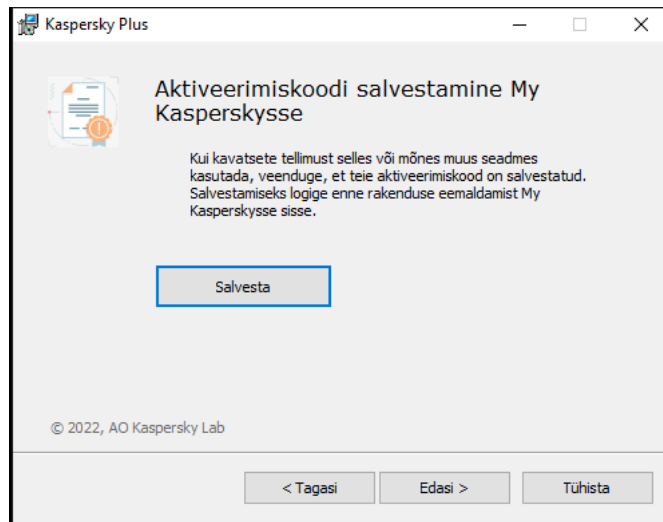 Kaspersky Plus
Aktiveerimiskoodi salvestamine My
Kasperskysse
Kui kavatsete tellimust selles või mõnes muus seadmes
kasutada, veenduge, et teie aktiveerimiskood on salvestatud.
Salvestamiseks logige enne rakenduse eemaldamist My
Kasperskysse sisse.
Salvesta
© 2022, AO Kaspersky Lab
< Tagasi
Edasi >
Tühista